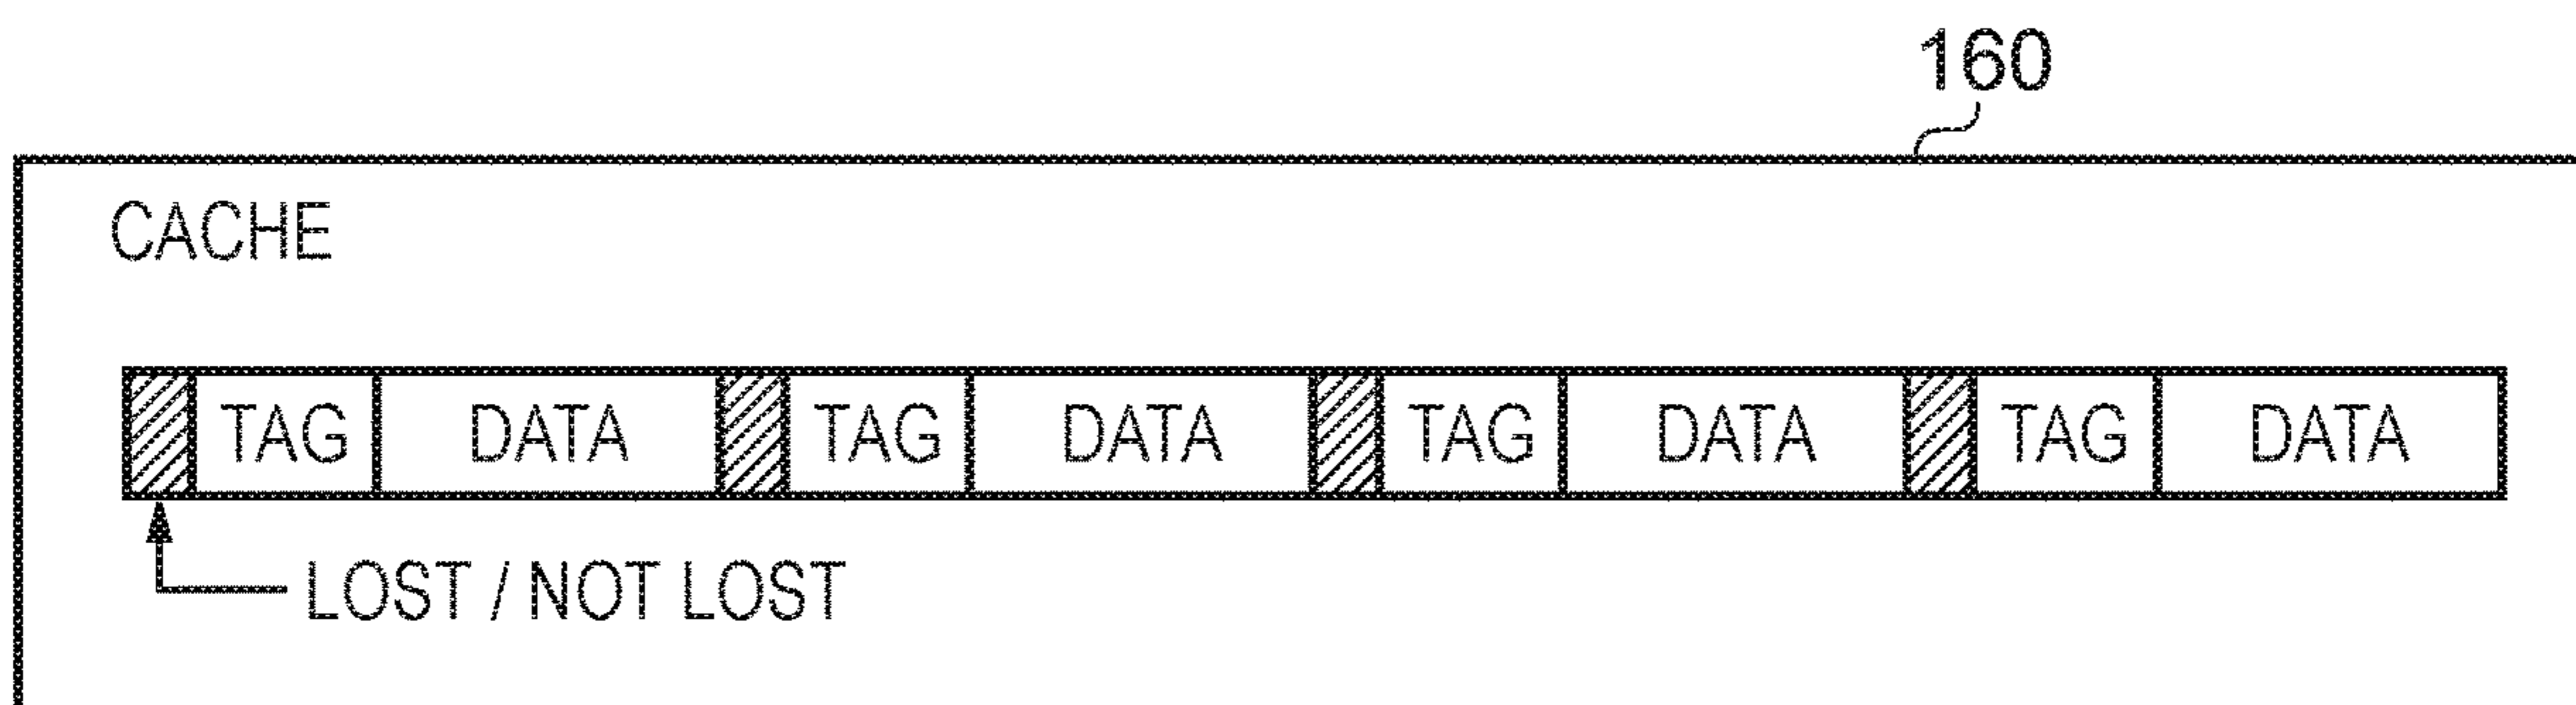 160
CACHE
TAG DATA TAG DATA TAG DATA TAG DATA
LOST / NOT LOST